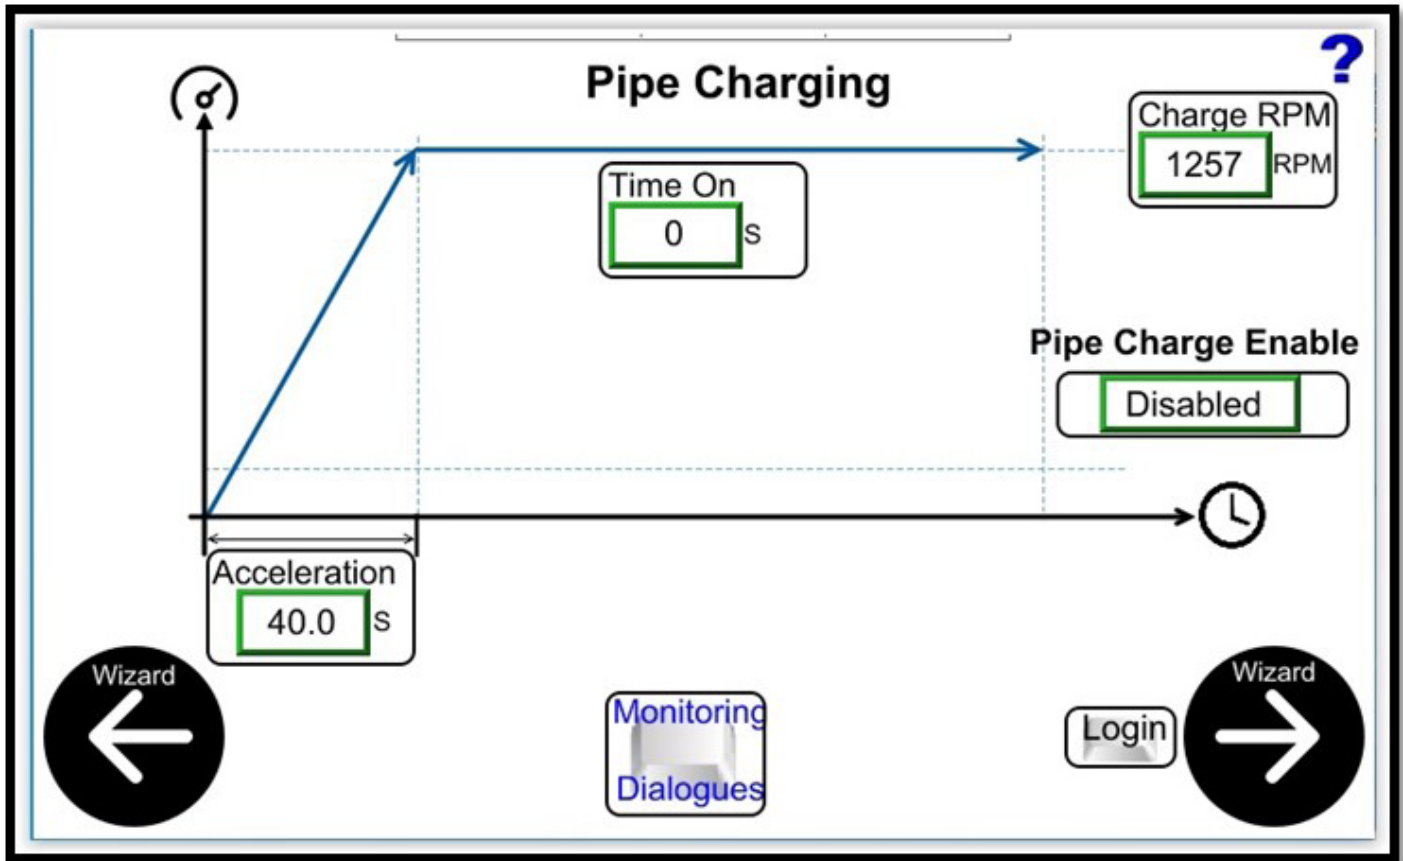 ?
Pipe Charging
Charge RPM
1257 RPM
Time On
0 S
Pipe Charge Enable
Disabled
Acceleration
40.0 S
Wizard
Monitoring
Dialogues
Login
Wizard